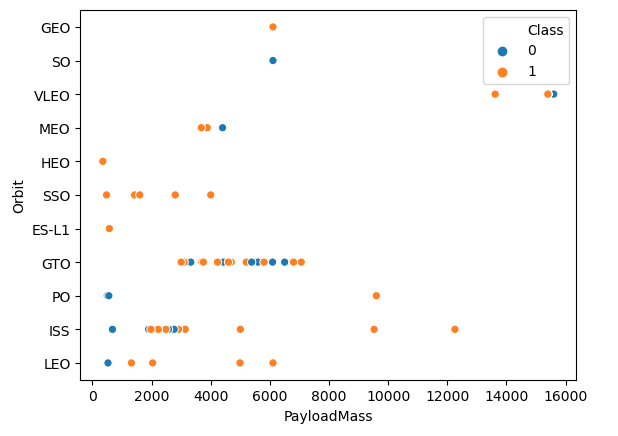 GEO
SO
VLEO
MEO
HEO
SSO
ES-L1
GTO
PO
ISS
LEO
Orbit
Class
0
1
0 2000 4000 6000 8000 10000 12000 14000 16000
PayloadMass